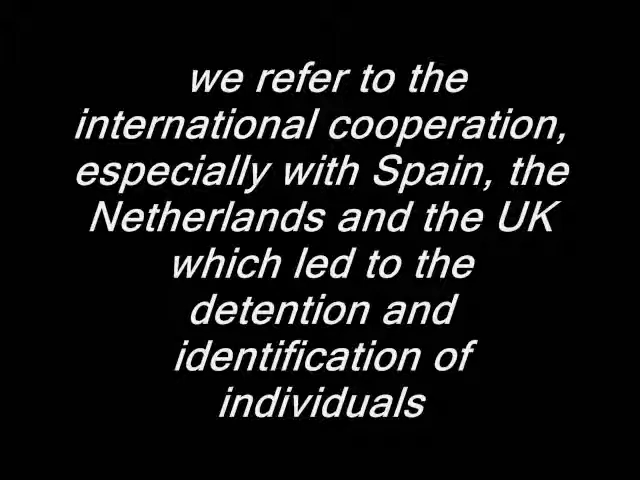 we refer to the
international cooperation,
especially with Spain, the
Netherlands and the UK
which led to the
detention and
identification of
individuals